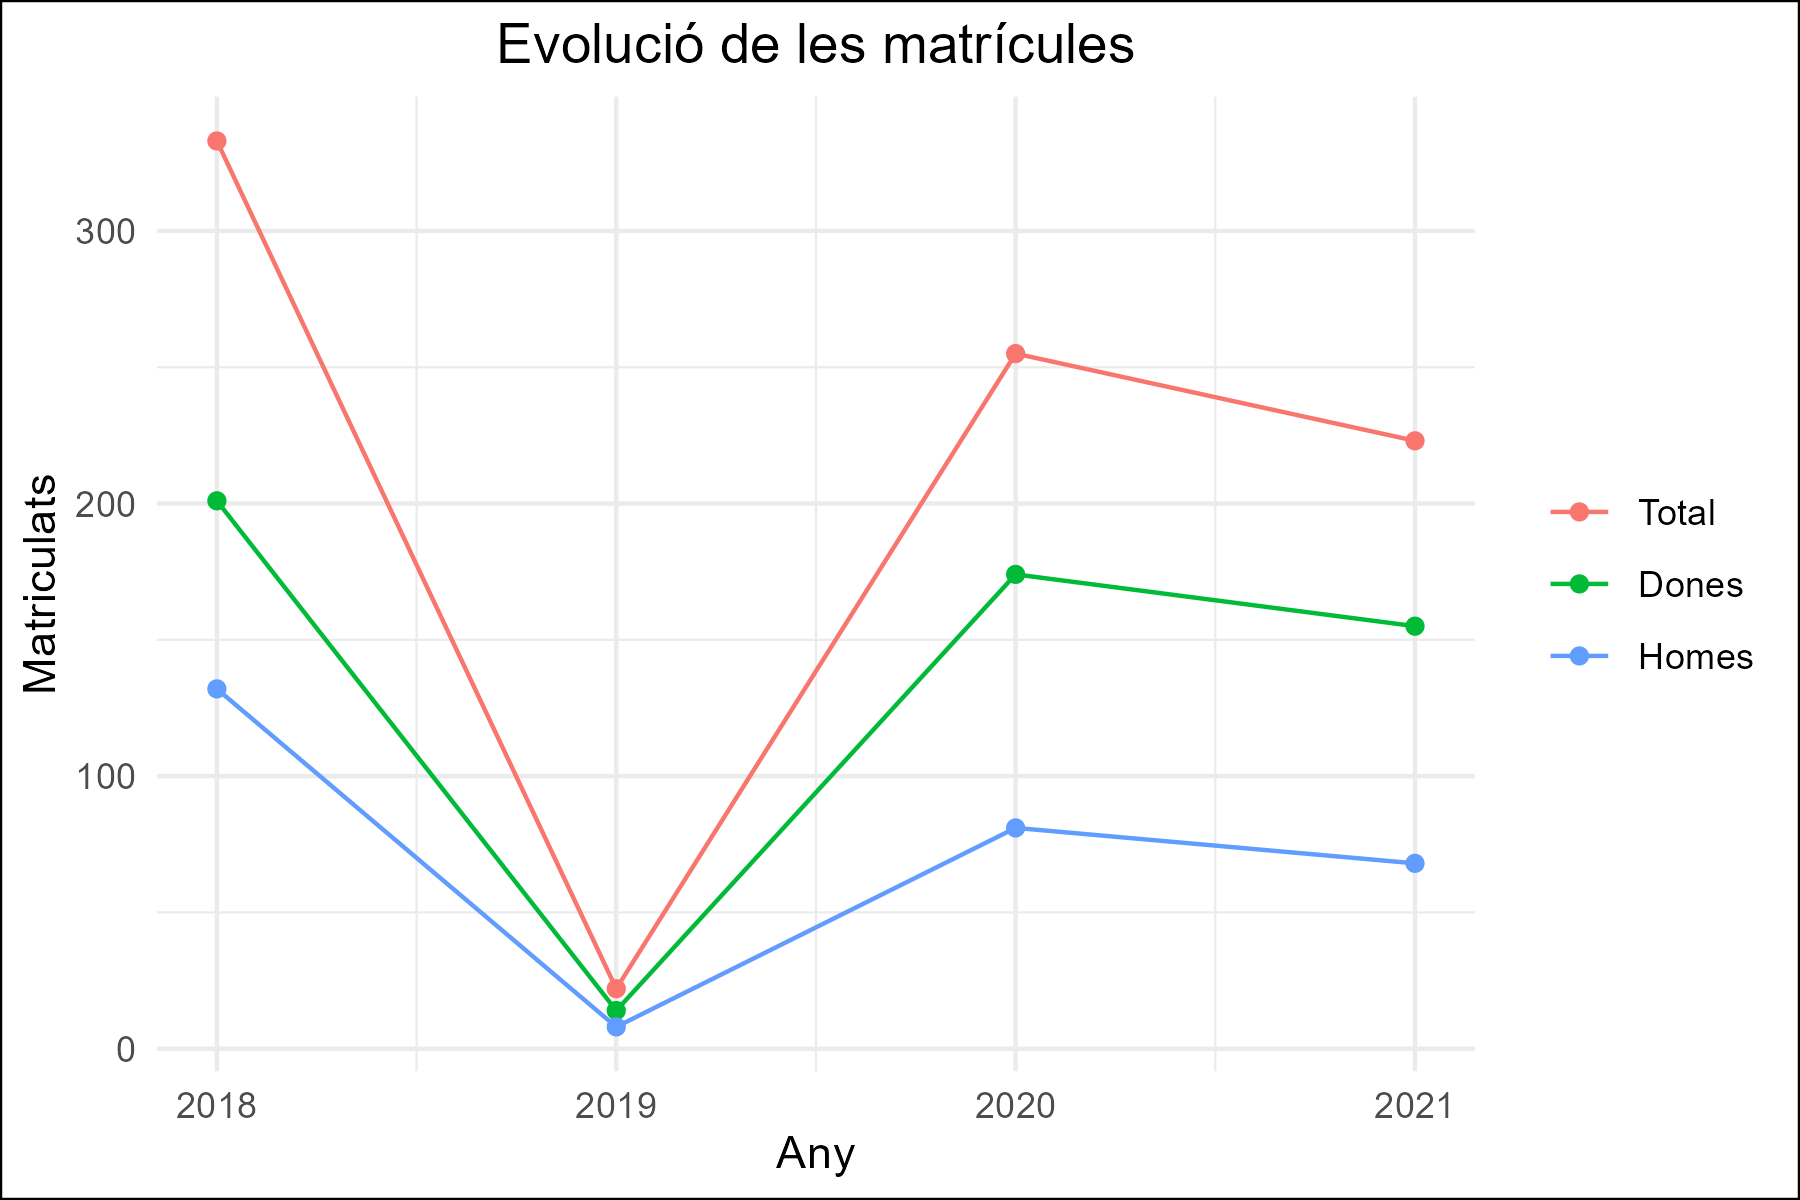 Evolució de les matrícules
Matriculats
300
200
100
0
2018
2019
2020
2021
Any
Total
Dones
Homes